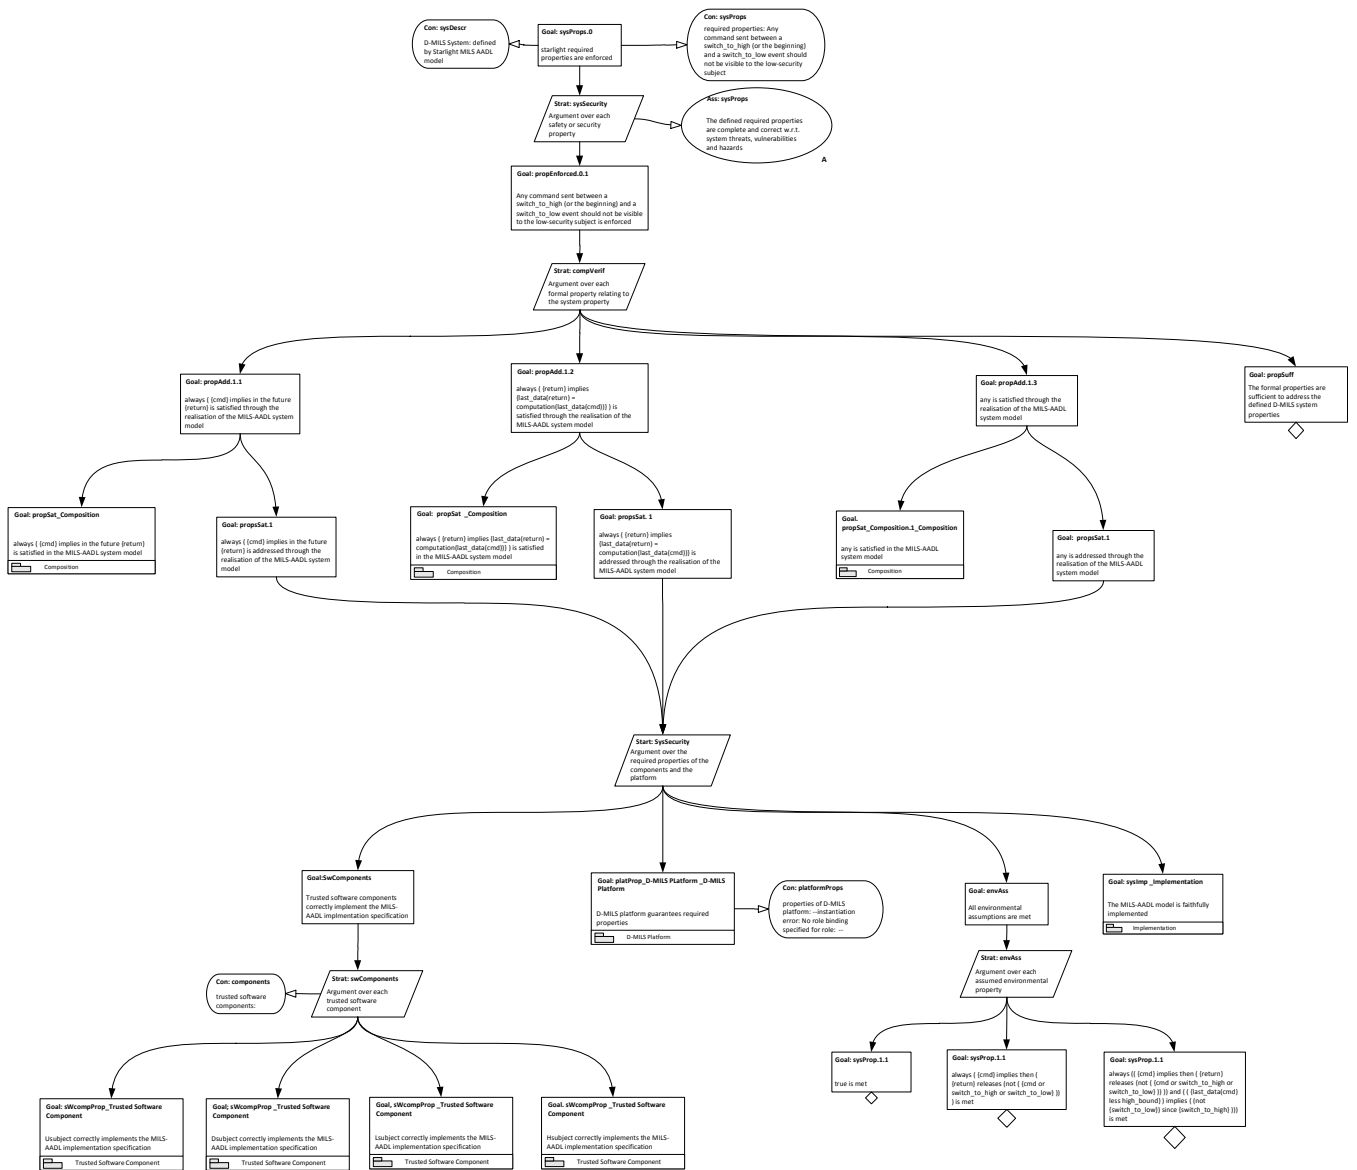 Con: sysDescr
D-MILS System: defined
by Starlight MILS AADL
model
Goal: sysProps.0
starlight required
properties are enforced
Con: sysProps
required properties: Any
command sent between a
switch_to_high (or the beginning)
and a switch_to_low event should
not be visible to the low-security
subject
Strat: sysSecurity
Argument over each
safety or security
property
Ass: sysProps
The defined required properties
are complete and correct w.r.t.
system threats, vulnerabilities
and hazards
A
Goal: propEnforced.0.1
Any command sent between a
switch_to_high (or the beginning) and a
switch_to_low event should not be visible
to the low-security subject is enforced
Strat: compVerif
Argument over each
formal property relating to
the system property
Goal: propAdd.1.1
always ( {cmd} implies in the future
{return} is satisfied through the
realisation of the MILS-AADL system
model
Goal: propAdd.1.2
always ( {return} implies
{last_data(return) =
computation(last_data(cmd))} ) is
satisfied through the realisation of the
MILS-AADL system model
Goal: propAdd.1.3
any is satisfied through the
realisation of the MILS-AADL
system model
Goal: propSuff
The formal properties are
sufficient to address the
defined D-MILS system
properties
Goal: propSat_Composition
always ( {cmd} implies in the future {return}
is satisfied in the MILS-AADL system model
Composition
Goal: propsSat.1
always ( {cmd} implies in the future
{return} is addressed through the
realisation of the MILS-AADL system
model
Goal:  propSat _Composition
always ( {return} implies {last_data(return) =
computation(last_data(cmd))} ) is satisfied
in the MILS-AADL system model
Composition
Goal: propsSat. 1
always ( {return} implies
{last_data(return) =
computation(last_data(cmd))} is
addressed through the realisation of the
MILS-AADL system model
Goal.
propSat_Composition.1_Composition
any is satisfied in the MILS-AADL
system model
Composition
Goal:  propsSat.1
any is addressed through the
realisation of the MILS-AADL
system model
Start: SysSecurity
Argument over the
required properties of the
components and the
platform
Goal:SwComponents
Trusted software components
correctly implement the MILS-
AADL implmentation specification
Goal: platProp_D-MILS PLatform _D-MILS
Platform
D-MILS platform guarantees required
properties
D-MILS Platform
Con: platformProps
properties of D-MILS
platform: --instantiation
error: No role binding
specified for role:  --
Goal: envAss
All environmental
assumptions are met
Goal: sysImp _Implementation
The MILS-AADL model is faithfully
implemented
Implementation
Con: components
trusted software
components:
Strat: swComponents
Argument over each
trusted software
component
Strat: envAss
Argument over each
assumed environmental
property
Goal: sysProp.1.1
true is met
Goal: sysProp.1.1
always ( {cmd} implies then (
{return} releases (not ( {cmd or
switch_to_high or switch_to_low} ))
) is met
Goal: sysProp.1.1
always (( {cmd} implies then ( {return}
releases (not ( {cmd or switch_to_high or
switch_to_low} ) )) and ( ( {last_data(cmd)
less high_bound} ) implies ( (not
{switch_to_low}) since {switch_to_high} )))
is met
Goal: sWcompProp_Trusted Software
Component
Usubject correctly implements the MILS-
AADL implementation specification
Trusted Software Component
Goal; sWcompProp _Trusted Software
Component
Dsubject correctly implements the MILS-
AADL implementation specification
Trusted Software Component
Goal, sWcompProp _Trusted Software
Component
Lsubject correctly implements the MILS-
AADL implementation specification
Trusted Software Component
Goal. sWcompProp _Trusted Software
Component
Hsubject correctly implements the MILS-
AADL implementation specification
Trusted Software Component